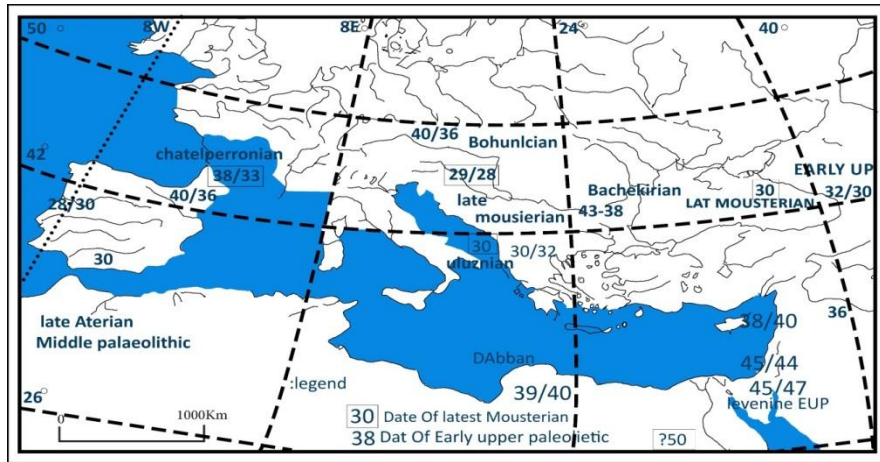 50
8W
8E
24
40
42
chatelperronian
38/33
40/36
28/30
30
40/36
Bohunlcian
29/28
late
mousierian
Bachekirian
43-38
30
EARLY UP
32/30
LAT MOUSTERIAN
30
uluznian
30/32
36
late Aterian
Middle palaeolithic
38/40
DAbban
45/44
39/40
45/47
levenine EUP
26
0
1000Km
:legend
30 Date Of latest Mousterian
38 Dat Of Early upper paleolietic
?50